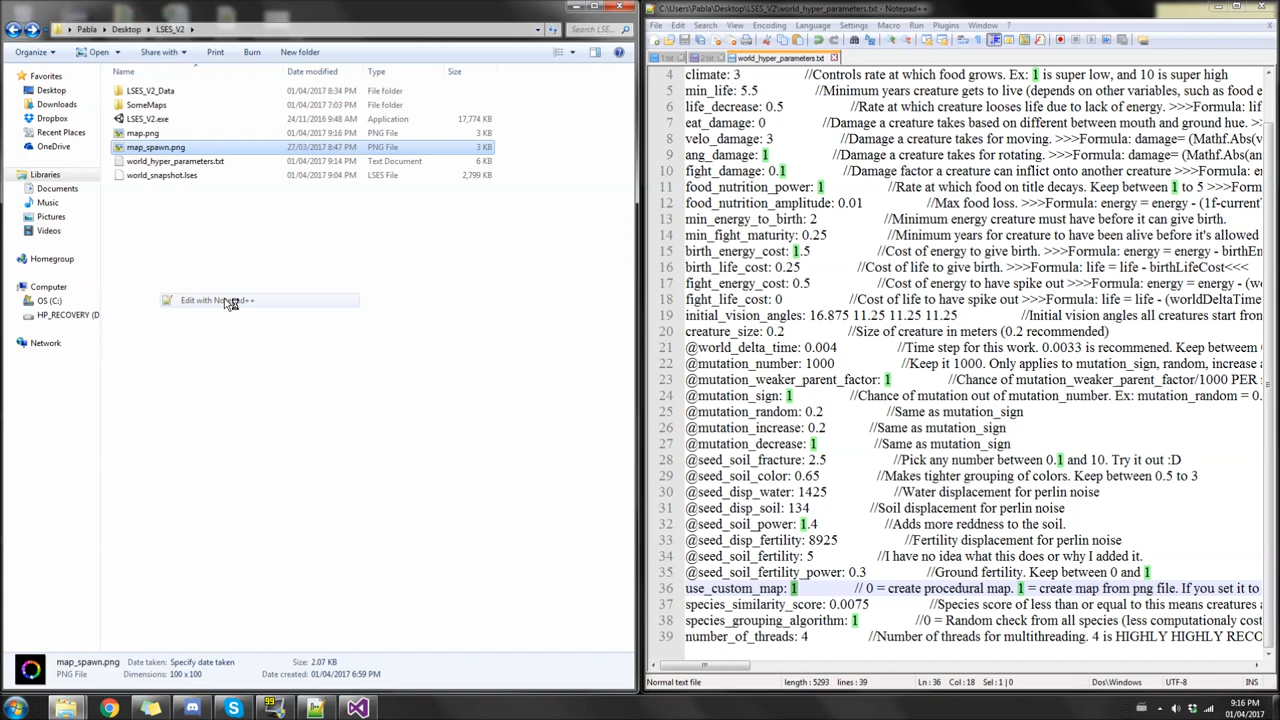 C:\Users\Pabla\Desktop\LSES_V2\world_hyper_parameters.txt - Notepad++
Pabla Desktop LSES_V2
Search LSE...
File Edit Search View Encoding Language Settings Macro Run Plugins Window ?
Organize Open Share with Print Burn New folder
1.txt 2.txt world_hyper_parameters.txt
Name Date modified Type Size
Favorites
Desktop
Downloads
Dropbox
Recent Places
OneDrive
Libraries
Documents
Music
Pictures
Videos
Homegroup
Computer
OS (C:)
HP_RECOVERY (D
Network
LSES_V2_Data 01/04/2017 8:34 PM File folder
SomeMaps 01/04/2017 7:03 PM File folder
LSES_V2.exe 24/11/2016 9:48 AM Application 17,774 KB
map.png 01/04/2017 9:16 PM PNG File 3 KB
map_spawn.png 27/03/2017 8:47 PM PNG File 3 KB
world_hyper_parameters.txt 01/04/2017 9:14 PM Text Document 6 KB
world_snapshot.lses 01/04/2017 9:04 PM LSES File 2,799 KB
Edit with Notepad++
4 climate: 3 //Controls rate at which food grows. Ex: 1 is super low, and 10 is super high
5 min_life: 5.5 //Minimum years creature gets to live (depends on other variables, such as food e
6 life_decrease: 0.5 //Rate at which creature looses life due to lack of energy. >>>Formula: lif
7 eat_damage: 0 //Damage a creature takes based on different between mouth and ground hue. >
8 velo_damage: 3 //Damage a creature takes for moving. >>>Formula: damage= (Mathf.Abs(v
9 ang_damage: 1 //Damage a creature takes for rotating. >>>Formula: damage= (Mathf.Abs(an
10 fight_damage: 0.1 //Damage factor a creature can inflict onto another creature >>>Formula: e
11 food_nutrition_power: 1 //Rate at which food on title decays. Keep between 1 to 5 >>>Form
12 food_nutrition_amplitude: 0.01 //Max food loss. >>>Formula: energy = energy - (1f-current
13 min_energy_to_birth: 2 //Minimum energy creature must have before it can give birth.
14 min_fight_maturity: 0.25 //Minimum years for creature to have been alive before it's allowed
15 birth_energy_cost: 1.5 //Cost of energy to give birth. >>>Formula: energy = energy - birthEn
16 birth_life_cost: 0.25 //Cost of life to give birth. >>>Formula: life = life - birthLifeCost<<<
17 fight_energy_cost: 1 //Cost of energy to have spike out >>>Formula: energy = energy - (wo
18 fight_life_cost: 0 //Cost of life to have spike out >>>Formula: life = life - (worldDeltaTime
19 initial_vision_angles: 16.875 11.25 11.25 11.25 //Initial vision angles all creatures start from
20 creature_size: 0.2 //Size of creature in meters (0.2 recommended)
21 @world_delta_time: 0.004 //Time step for this work. 0.0033 is recommened. Keep between
22 @mutation_number: 1000 //Keep it 1000. Only applies to mutation_sign, random, increase a
23 @mutation_weaker_parent_factor: 1 //Chance of mutation_weaker_parent_factor/1000 PER
24 @mutation_sign: 1 //Chance of mutation out of mutation_number. Ex: mutation_random = 0.
25 @mutation_random: 0.2 //Same as mutation_sign
26 @mutation_increase: 0.2 //Same as mutation_sign
27 @mutation_decrease: 1 //Same as mutation_sign
28 @seed_soil_fracture: 2.5 //Pick any number between 0.1 and 10. Try it out :D
29 @seed_soil_color: 0.65 //Makes tighter grouping of colors. Keep between 0.5 to 3
30 @seed_disp_water: 1425 //Water displacement for perlin noise
31 @seed_disp_soil: 134 //Soil displacement for perlin noise
32 @seed_soil_power: 1.4 //Adds more reddness to the soil.
33 @seed_disp_fertility: 8925 //Fertility displacement for perlin noise
34 @seed_soil_fertility: 5 //I have no idea what this does or why I added it.
35 @seed_soil_fertility_power: 0.3 //Ground fertility. Keep between 0 and 1
36 use_custom_map: 1 // 0 = create procedural map. 1 = create map from png file. If you set it to
37 species_similarity_score: 0.0075 //Species score of less than or equal to this means creatures a
38 species_grouping_algorithm: 1 //0 = Random check from all species (less computationaly cost
39 number_of_threads: 4 //Number of threads for multithreading. 4 is HIGHLY HIGHLY RECO
map_spawn.png Date taken: Specify date taken Size: 2.07 KB
PNG File Dimensions: 100 x 100 Date created: 01/04/2017 6:59 PM
Normal text file length : 5293 lines : 39 Ln : 36 Col : 18 Sel : 1 | 0 Dos\Windows UTF-8 INS
9:16 PM
01/04/2017